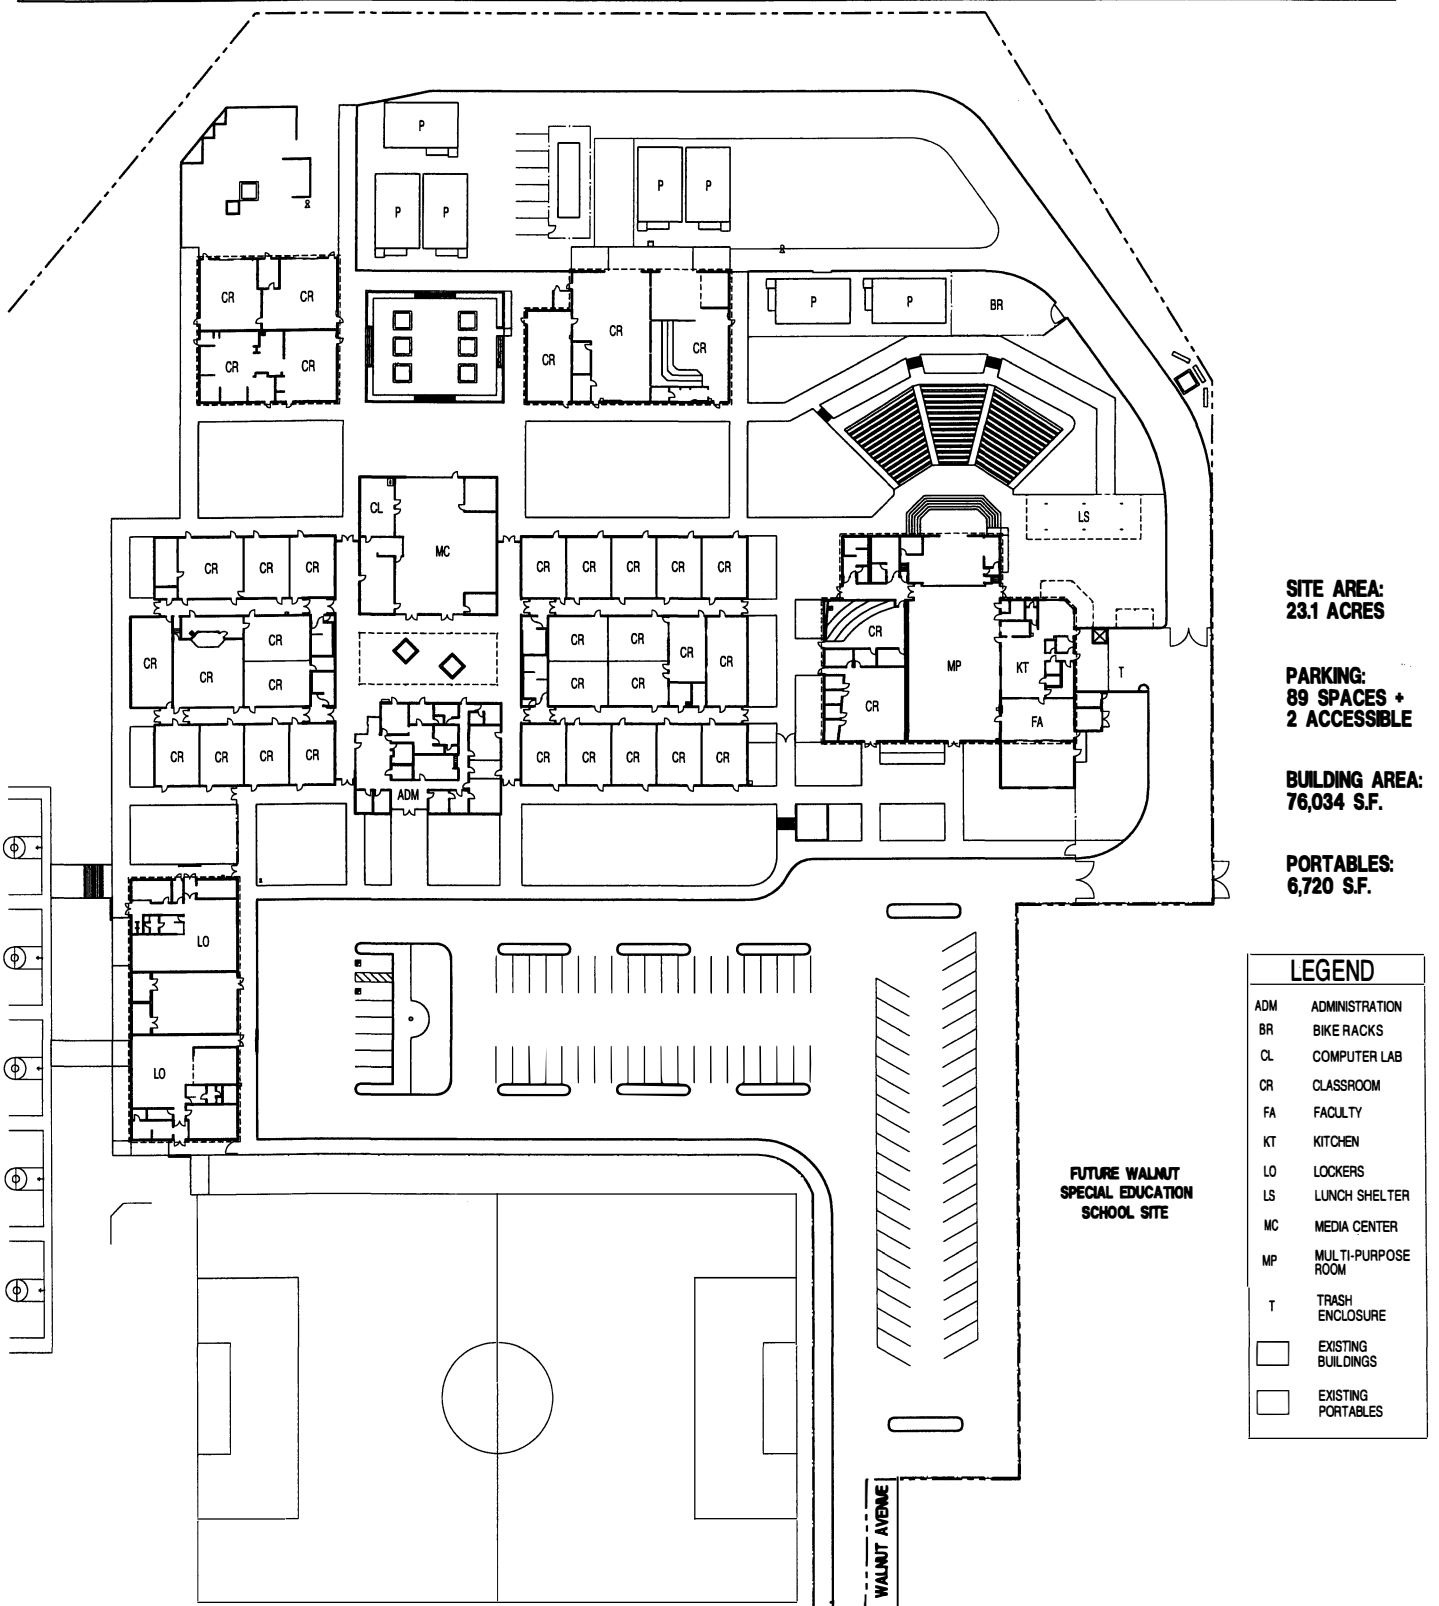 P
P P P P
CR CR
CR CR
CR CR CR
P P BR
CL MC
LS
CR CR CR
CR CR CR CR CR
CR CR CR CR
CR CR CR CR CR CR
CR MP KT
CR FA
T
CR CR CR CR
ADM
CR CR CR CR CR
LO
LO
SITE AREA:
23.1 ACRES
PARKING:
89 SPACES +
2 ACCESSIBLE
BUILDING AREA:
76,034 S.F.
PORTABLES:
6,720 S.F.
LEGEND
ADM ADMINISTRATION
BR BIKE RACKS
CL COMPUTER LAB
CR CLASSROOM
FA FACULTY
KT KITCHEN
LO LOCKERS
LS LUNCH SHELTER
MC MEDIA CENTER
MP MULTI-PURPOSE
ROOM
T TRASH
ENCLOSURE
EXISTING
BUILDINGS
EXISTING
PORTABLES
FUTURE WALNUT
SPECIAL EDUCATION
SCHOOL SITE
WALNUT AVENUE